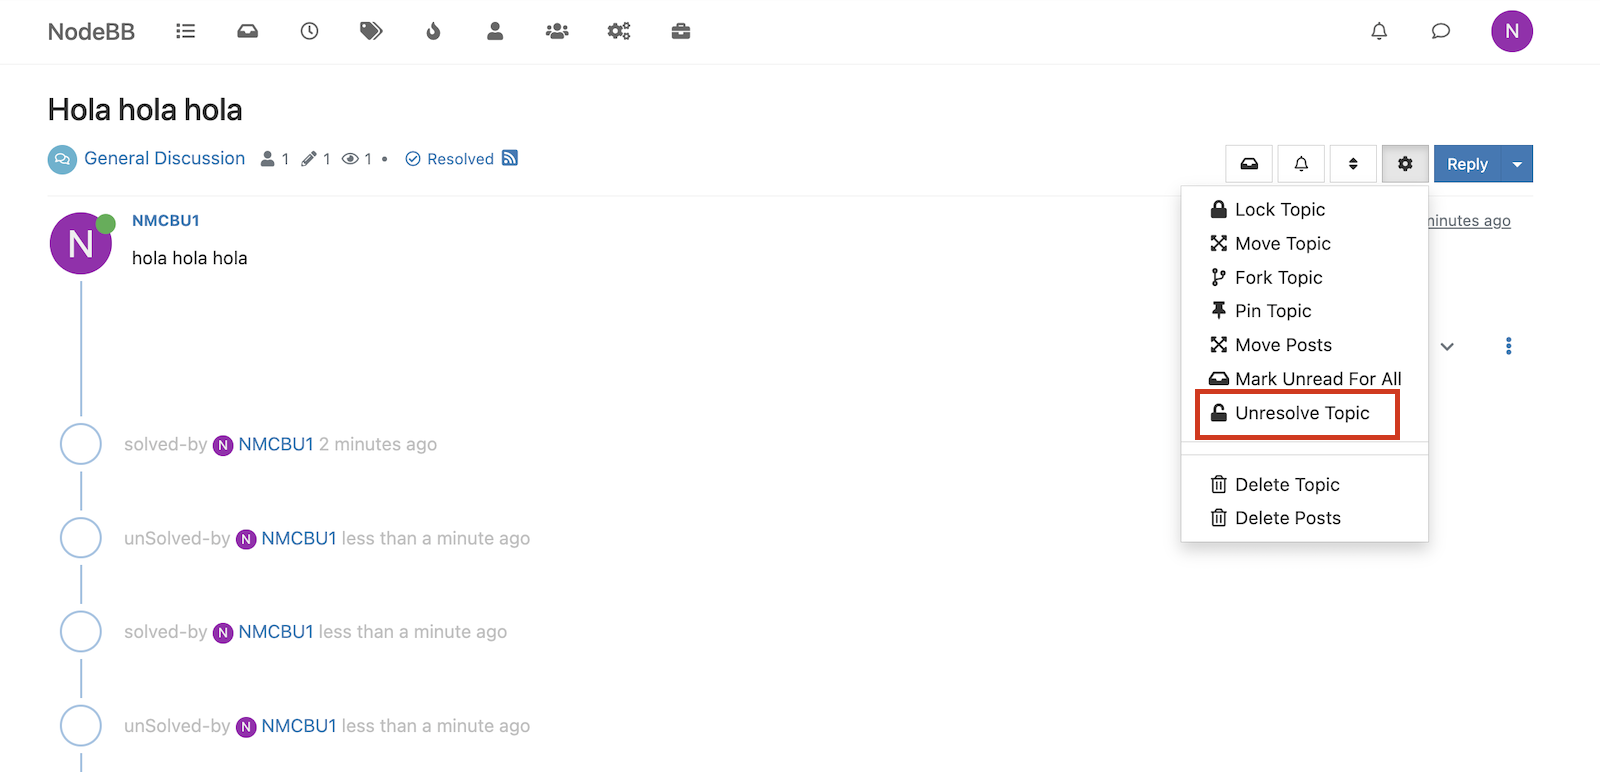 NodeBB
N
Hola hola hola
General Discussion 1 1 1 • Resolved
Reply
N
NMCBU1
minutes ago
hola hola hola
Lock Topic
Move Topic
Fork Topic
Pin Topic
Move Posts
Mark Unread For All
Unresolve Topic
Delete Topic
Delete Posts
solved-by N NMCBU1 2 minutes ago
unSolved-by N NMCBU1 less than a minute ago
solved-by N NMCBU1 less than a minute ago
unSolved-by N NMCBU1 less than a minute ago